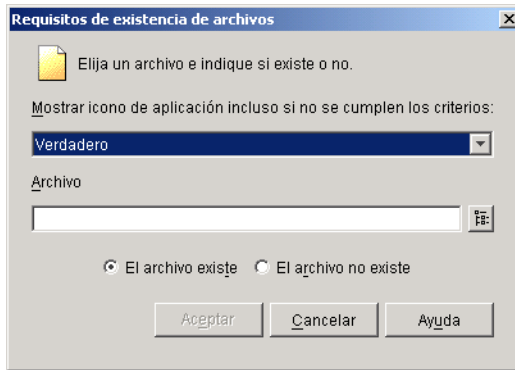 Requisitos de existencia de archivos
Elija un archivo e indique si existe o no.
Mostrar icono de aplicación incluso si no se cumplen los criterios:
Verdadero
Archivo
El archivo existe El archivo no existe
Aceptar Cancelar Ayuda